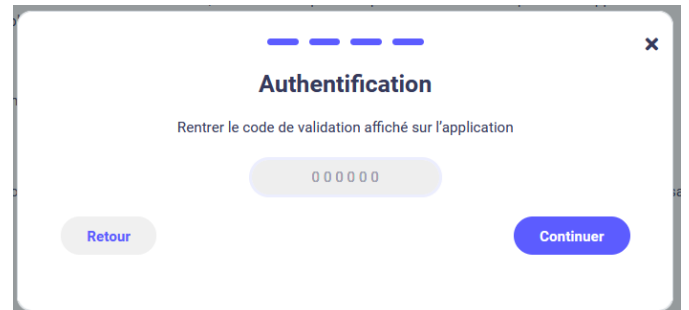 Authentification
Rentrer le code de validation affiché sur l'application
000000
Retour
Continuer